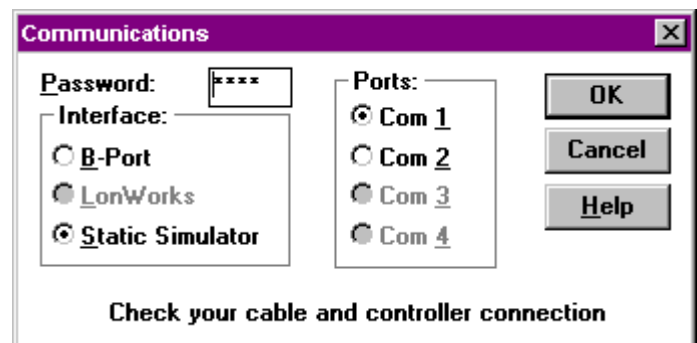 Communications
Password: ****
Interface:
B-Port
LonWorks
Static Simulator
Ports:
Com 1
Com 2
Com 3
Com 4
OK
Cancel
Help
Check your cable and controller connection